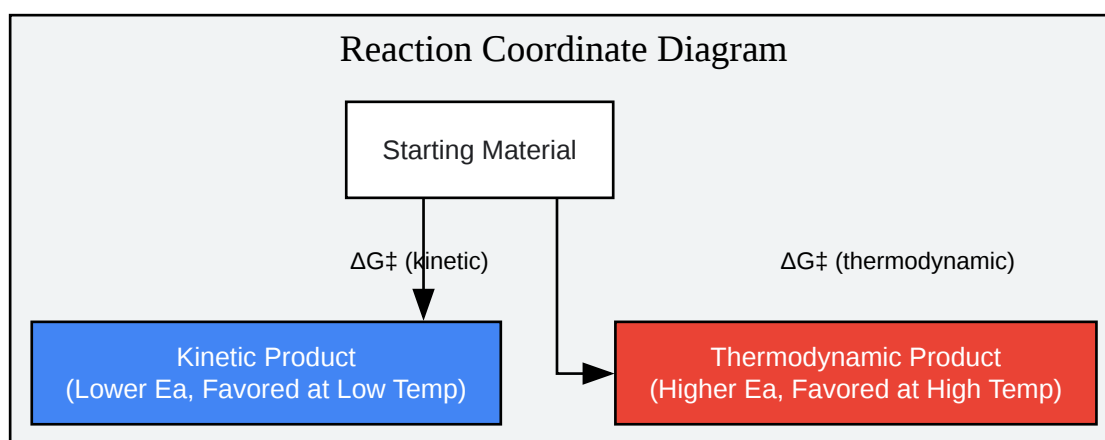 Reaction Coordinate Diagram
Starting Material
ΔG‡ (kinetic)
ΔG‡ (thermodynamic)
Kinetic Product
(Lower Ea, Favored at Low Temp)
Thermodynamic Product
(Higher Ea, Favored at High Temp)